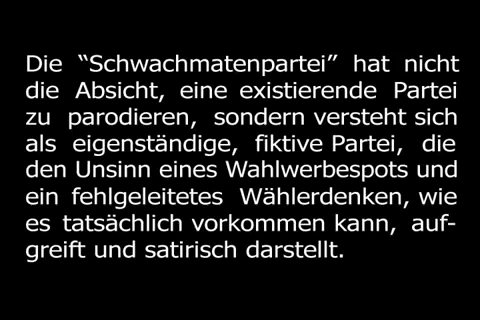 Die “Schwachmatenpartei” hat nicht
die Absicht, eine existierende Partei
zu parodieren, sondern versteht sich
als eigenständige, fiktive Partei, die
den Unsinn eines Wahlwerbespots und
ein fehlgeleitetes Wählerdenken, wie
es tatsächlich vorkommen kann, auf-
greift und satirisch darstellt.